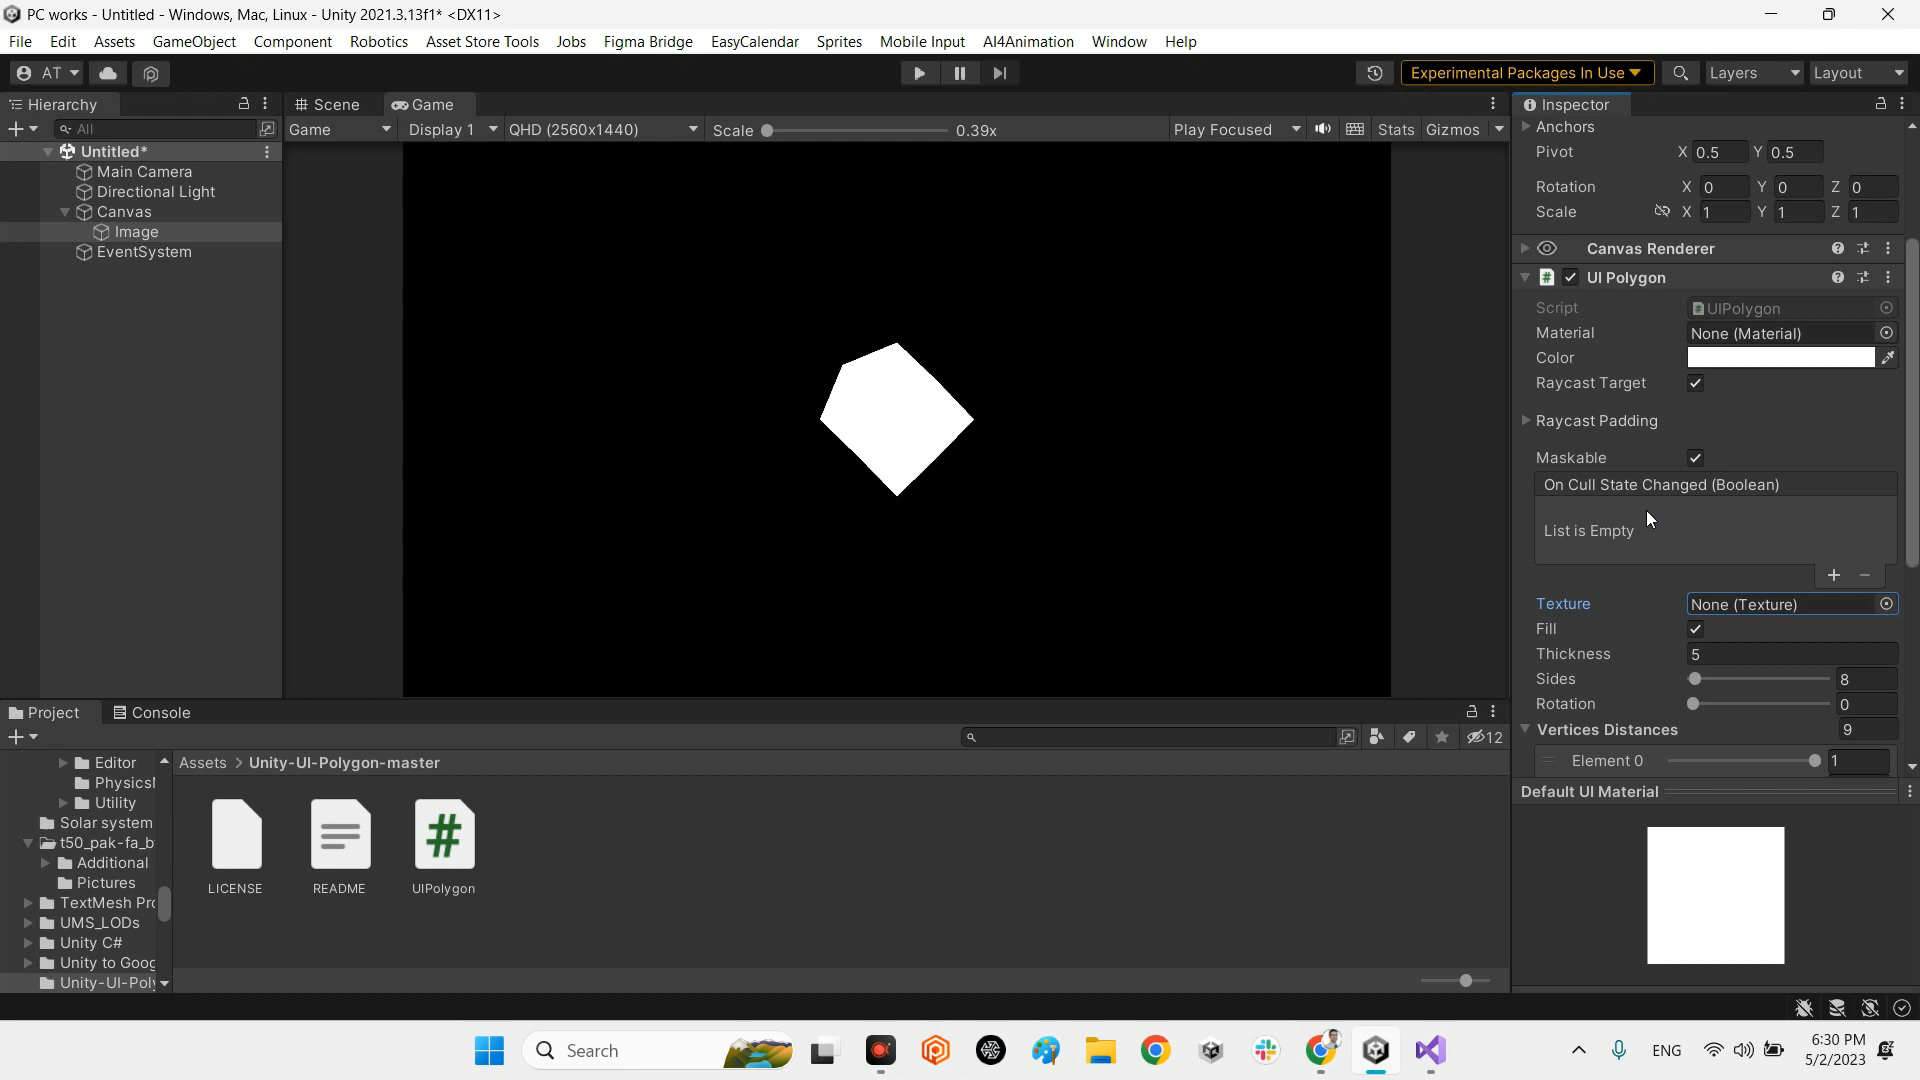 PC works - Untitled - Windows, Mac, Linux - Unity 2021.3.13f1* <DX11>
File Edit Assets GameObject Component Robotics Asset Store Tools Jobs Figma Bridge EasyCalendar Sprites Mobile Input AI4Animation Window Help
AT Experimental Packages In Use Layers Layout
Hierarchy Scene Game Inspector
All Game Display 1 QHD (2560x1440) Scale 0.39x Play Focused Stats Gizmos Anchors
Untitled* Pivot X 0.5 Y 0.5
Main Camera
Directional Light Rotation X 0 Y 0 Z 0
Canvas Scale X 1 Y 1 Z 1
Image
EventSystem Canvas Renderer
UI Polygon
Script UIPolygon
Material None (Material)
Color
Raycast Target
Raycast Padding
Maskable
On Cull State Changed (Boolean)
List is Empty
Texture None (Texture)
Fill
Thickness 5
Sides 8
Rotation 0
Vertices Distances 9
Element 0 1
Project Console
12
Default UI Material
Assets > Unity-UI-Polygon-master
Editor
PhysicsI
Utility
Solar system
t50_pak-fa_b
Additional
Pictures
TextMesh Pro
UMS_LODs
Unity C#
Unity to Goog
Unity-UI-Poly
LICENSE README UIPolygon
Search ENG 6:30 PM
5/2/2023